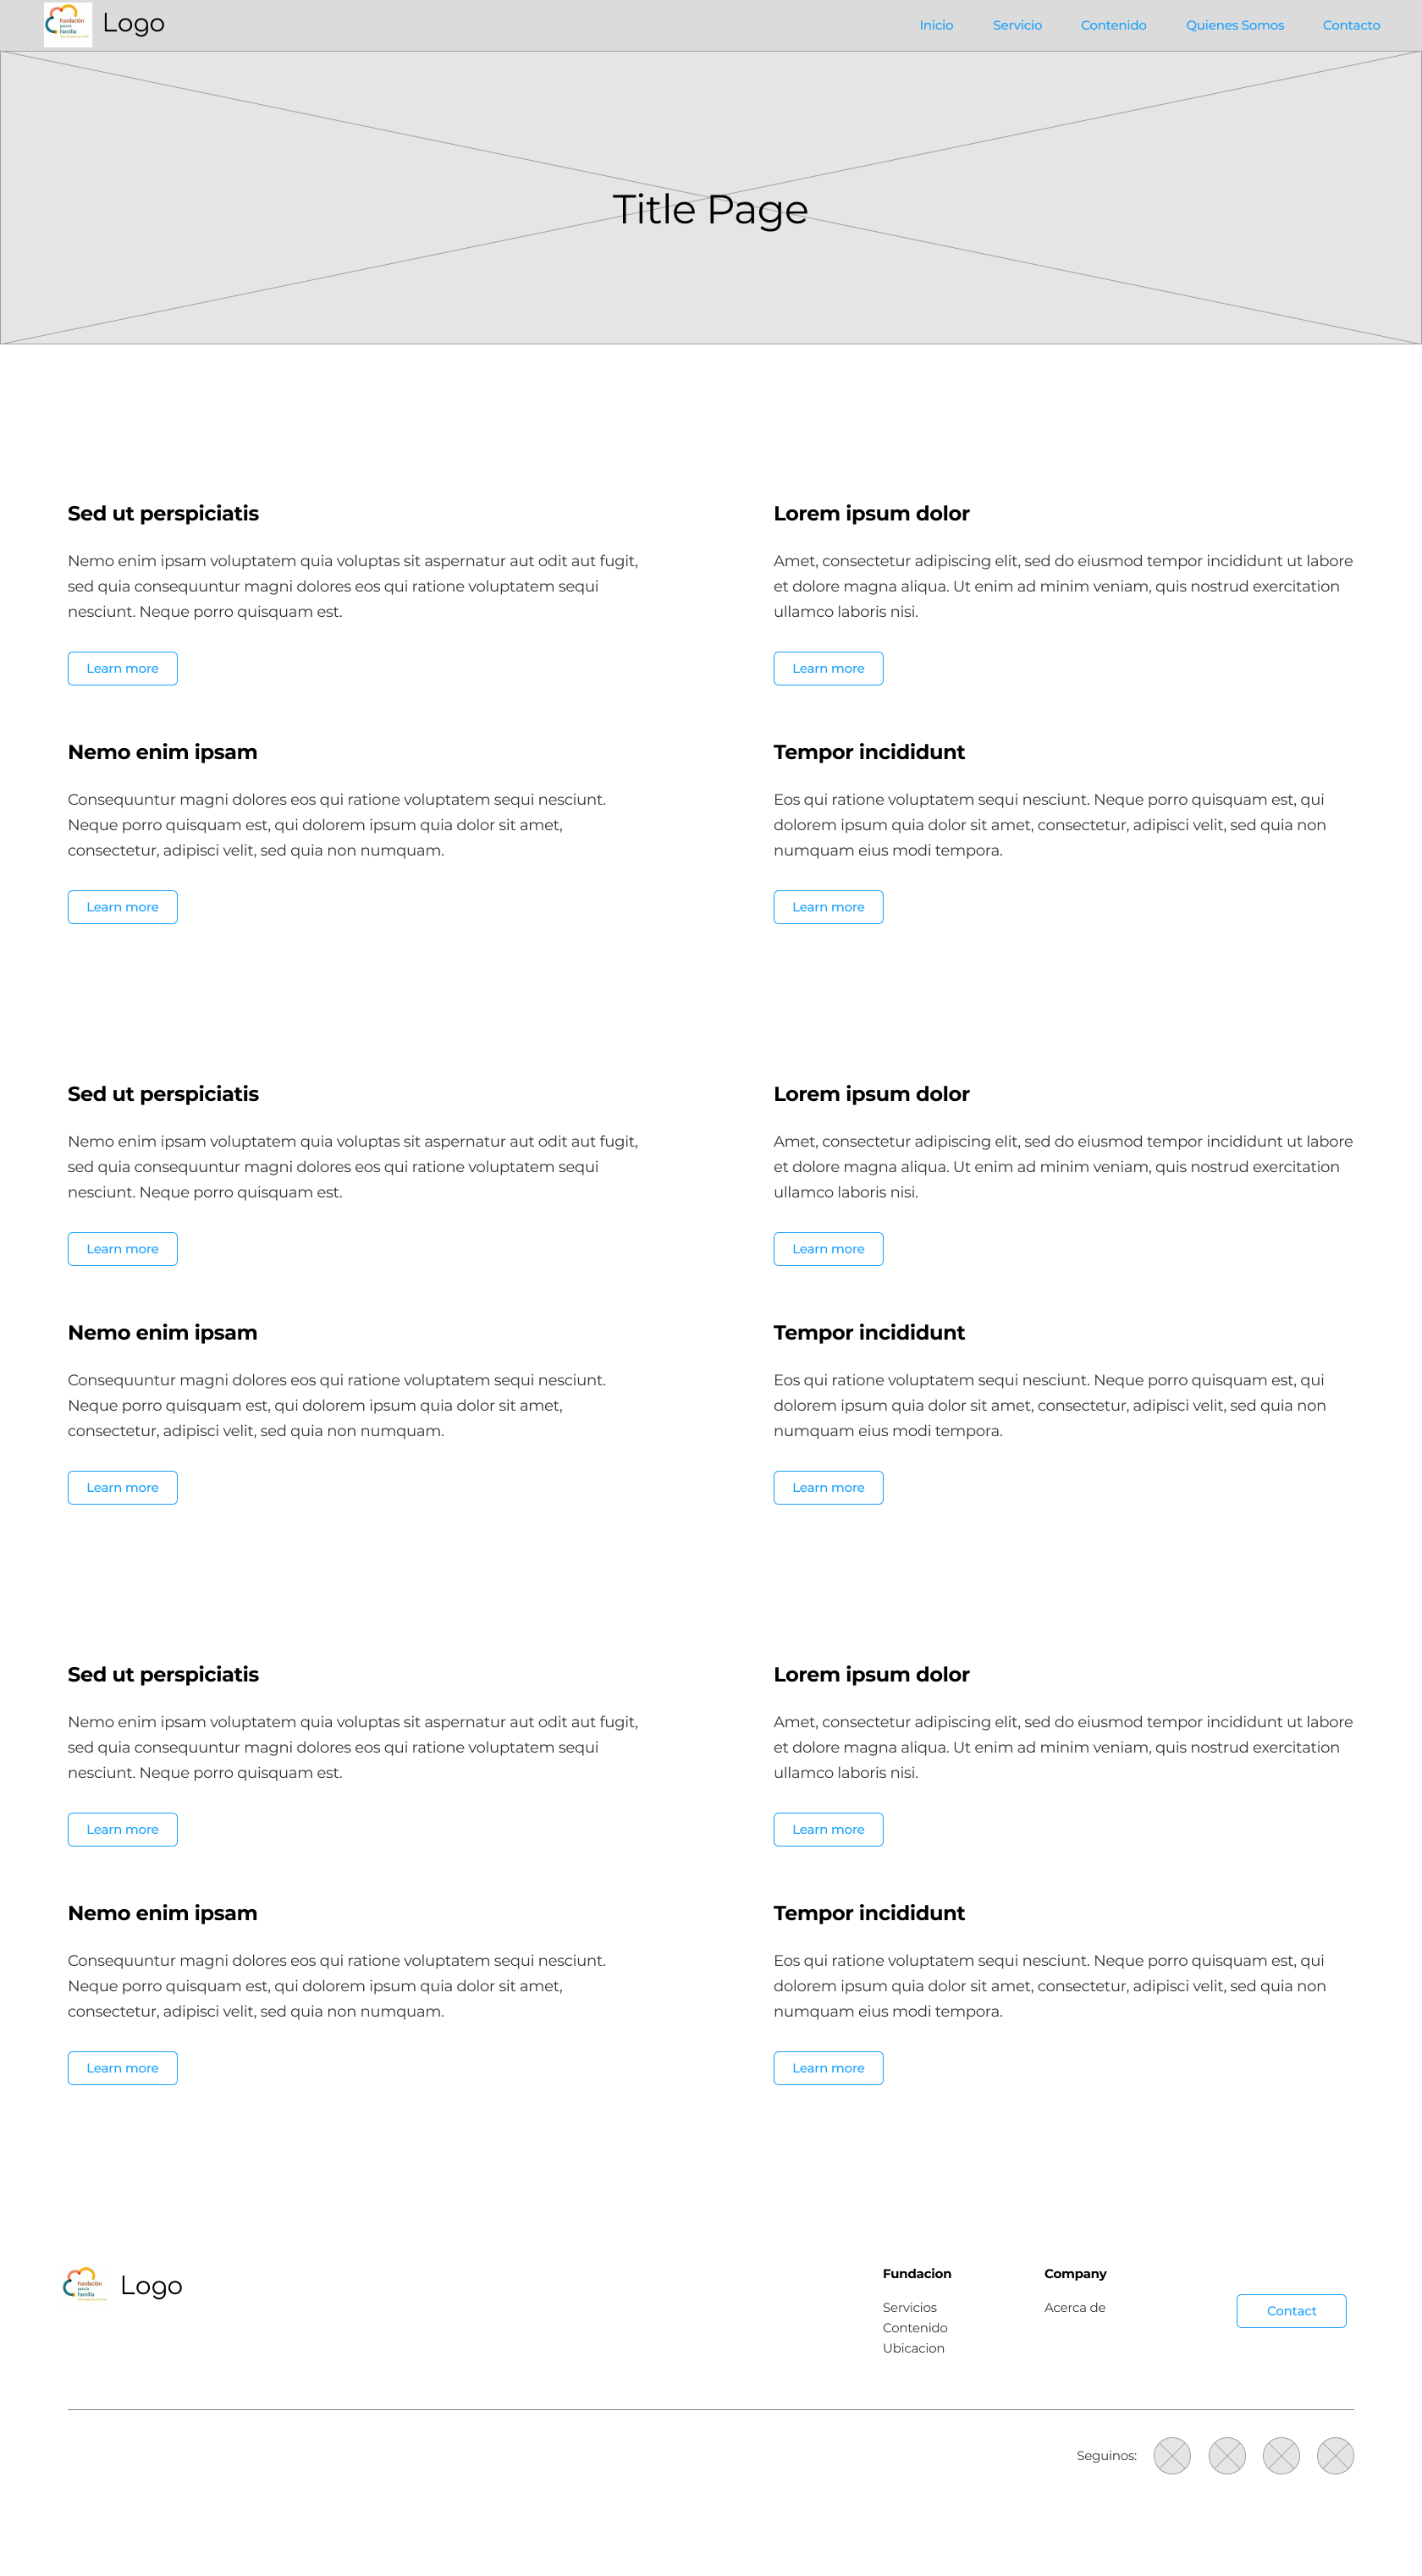 Fundación
para la
Familia
Logo
Inicio Servicio Contenido Quienes Somos Contacto
Title Page
Sed ut perspiciatis
Nemo enim ipsam voluptatem quia voluptas sit aspernatur aut odit aut fugit,
sed quia consequuntur magni dolores eos qui ratione voluptatem sequi
nesciunt. Neque porro quisquam est.
Learn more
Lorem ipsum dolor
Amet, consectetur adipiscing elit, sed do eiusmod tempor incididunt ut labore
et dolore magna aliqua. Ut enim ad minim veniam, quis nostrud exercitation
ullamco laboris nisi.
Learn more
Nemo enim ipsam
Consequuntur magni dolores eos qui ratione voluptatem sequi nesciunt.
Neque porro quisquam est, qui dolorem ipsum quia dolor sit amet,
consectetur, adipisci velit, sed quia non numquam.
Learn more
Tempor incididunt
Eos qui ratione voluptatem sequi nesciunt. Neque porro quisquam est, qui
dolorem ipsum quia dolor sit amet, consectetur, adipisci velit, sed quia non
numquam eius modi tempora.
Learn more
Sed ut perspiciatis
Nemo enim ipsam voluptatem quia voluptas sit aspernatur aut odit aut fugit,
sed quia consequuntur magni dolores eos qui ratione voluptatem sequi
nesciunt. Neque porro quisquam est.
Learn more
Lorem ipsum dolor
Amet, consectetur adipiscing elit, sed do eiusmod tempor incididunt ut labore
et dolore magna aliqua. Ut enim ad minim veniam, quis nostrud exercitation
ullamco laboris nisi.
Learn more
Nemo enim ipsam
Consequuntur magni dolores eos qui ratione voluptatem sequi nesciunt.
Neque porro quisquam est, qui dolorem ipsum quia dolor sit amet,
consectetur, adipisci velit, sed quia non numquam.
Learn more
Tempor incididunt
Eos qui ratione voluptatem sequi nesciunt. Neque porro quisquam est, qui
dolorem ipsum quia dolor sit amet, consectetur, adipisci velit, sed quia non
numquam eius modi tempora.
Learn more
Sed ut perspiciatis
Nemo enim ipsam voluptatem quia voluptas sit aspernatur aut odit aut fugit,
sed quia consequuntur magni dolores eos qui ratione voluptatem sequi
nesciunt. Neque porro quisquam est.
Learn more
Lorem ipsum dolor
Amet, consectetur adipiscing elit, sed do eiusmod tempor incididunt ut labore
et dolore magna aliqua. Ut enim ad minim veniam, quis nostrud exercitation
ullamco laboris nisi.
Learn more
Nemo enim ipsam
Consequuntur magni dolores eos qui ratione voluptatem sequi nesciunt.
Neque porro quisquam est, qui dolorem ipsum quia dolor sit amet,
consectetur, adipisci velit, sed quia non numquam.
Learn more
Tempor incididunt
Eos qui ratione voluptatem sequi nesciunt. Neque porro quisquam est, qui
dolorem ipsum quia dolor sit amet, consectetur, adipisci velit, sed quia non
numquam eius modi tempora.
Learn more
Fundación
para la
Familia
Logo
Fundacion
Servicios
Contenido
Ubicacion
Company
Acerca de
Contact
Seguinos: